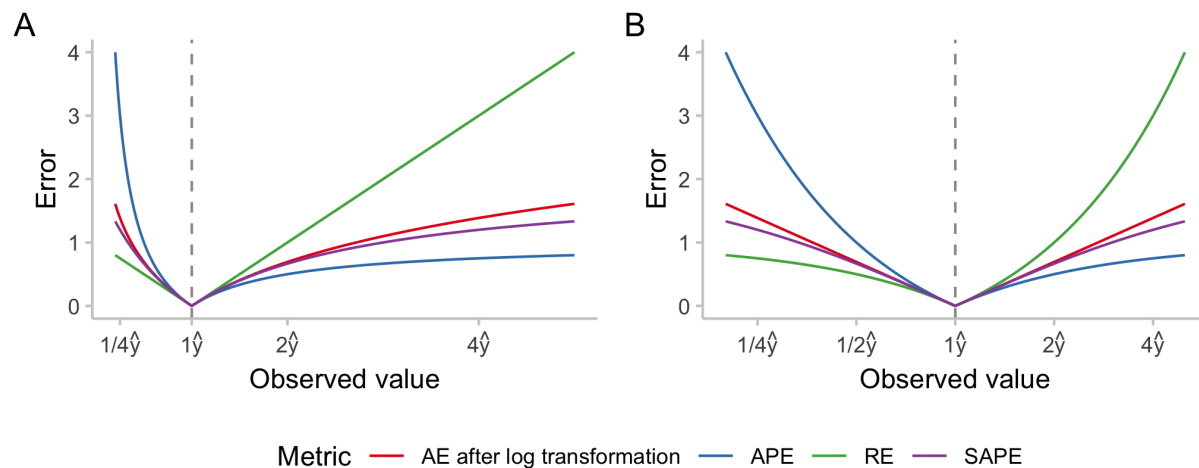 A
4
3
2
1
0
Error
1/4ŷ 1ŷ 2ŷ 4ŷ
Observed value
B
4
3
2
1
0
Error
1/4ŷ 1/2ŷ 1ŷ 2ŷ 4ŷ
Observed value
Metric AE after log transformation APE RE SAPE